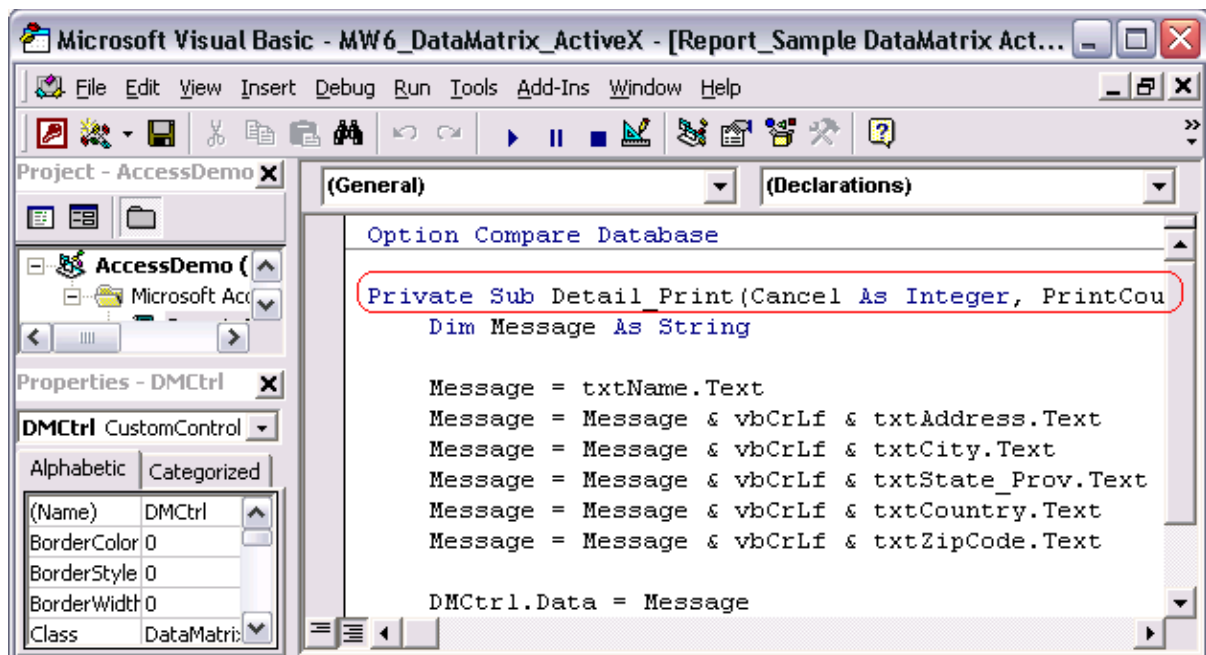 Microsoft Visual Basic - MW6_DataMatrix_ActiveX - [Report_Sample DataMatrix Act...
File Edit View Insert Debug Run Tools Add-Ins Window Help
Project - AccessDemo
(General) (Declarations)
AccessDemo (
Microsoft Acc
Option Compare Database
Private Sub Detail_Print(Cancel As Integer, PrintCou
Dim Message As String
Message = txtName.Text
Message = Message & vbCrLf & txtAddress.Text
Message = Message & vbCrLf & txtCity.Text
Message = Message & vbCrLf & txtState_Prov.Text
Message = Message & vbCrLf & txtCountry.Text
Message = Message & vbCrLf & txtZipCode.Text
DMCtrl.Data = Message
Properties - DMCtrl
DMCtrl CustomControl
Alphabetic Categorized
(Name) DMCtrl
BorderColor 0
BorderStyle 0
BorderWidth 0
Class DataMatri